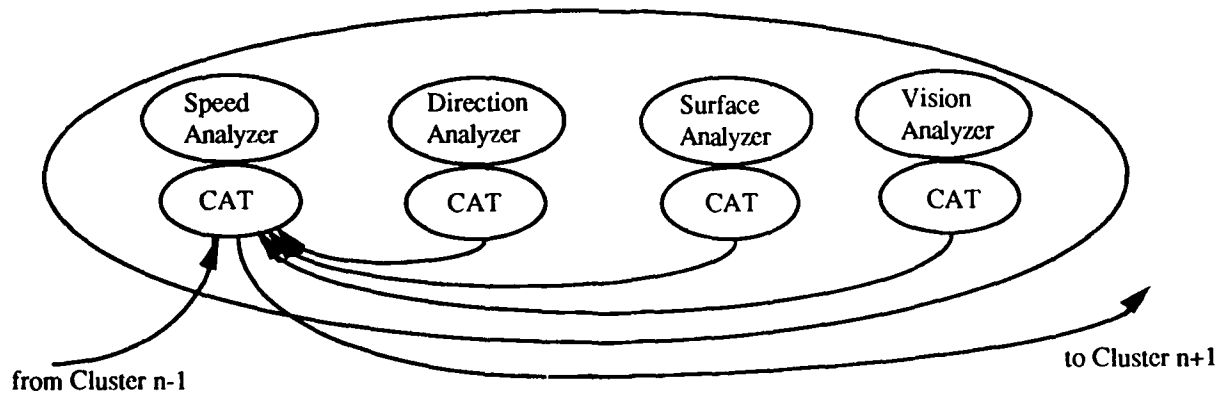 Speed
Analyzer
Direction
Analyzer
Surface
Analyzer
Vision
Analyzer
CAT
CAT
CAT
CAT
from Cluster n-1
to Cluster n+1